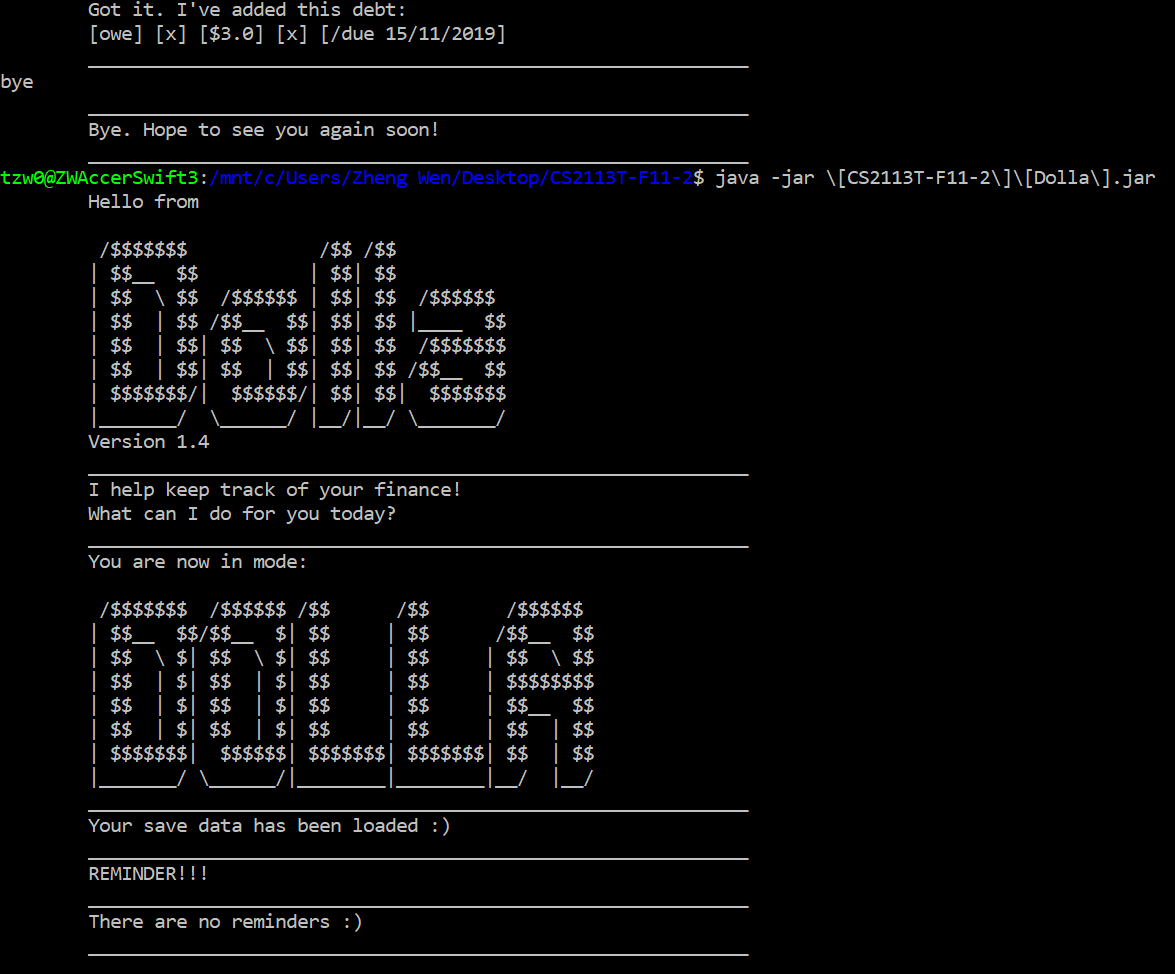 Got it. I've added this debt:
[owe] [x] [$3.0] [x] [/due 15/11/2019]
____________________________________________________________
bye
____________________________________________________________
Bye. Hope to see you again soon!
____________________________________________________________
tzw0@ZWAccerSwift3:/mnt/c/Users/Zheng Wen/Desktop/CS2113T-F11-2$ java -jar \[CS2113T-F11-2\]\[Dolla\].jar
Hello from
 /$$$$$$$            /$$ /$$
| $$__  $$          | $$| $$
| $$  \ $$  /$$$$$$ | $$| $$  /$$$$$$
| $$  | $$ /$$__  $$| $$| $$ |____  $$
| $$  | $$| $$  \ $$| $$| $$  /$$$$$$$
| $$  | $$| $$  | $$| $$| $$ /$$__  $$
| $$$$$$$/|  $$$$$$/| $$| $$|  $$$$$$$
|_______/  \______/ |__/|__/ \_______/
Version 1.4
____________________________________________________________
I help keep track of your finance!
What can I do for you today?
____________________________________________________________
You are now in mode:
 /$$$$$$$  /$$$$$$ /$$      /$$       /$$$$$$
| $$__  $$/$$__  $| $$     | $$      /$$__  $$
| $$  \ $| $$  \ $| $$     | $$     | $$  \ $$
| $$  | $| $$  | $| $$     | $$     | $$$$$$$$
| $$  | $| $$  | $| $$     | $$     | $$__  $$
| $$  | $| $$  | $| $$     | $$     | $$  | $$
| $$$$$$$|  $$$$$$| $$$$$$$| $$$$$$$| $$  | $$
|_______/ \______/|________|________|__/  |__/
____________________________________________________________
Your save data has been loaded :)
____________________________________________________________
REMINDER!!!
____________________________________________________________
There are no reminders :)
____________________________________________________________